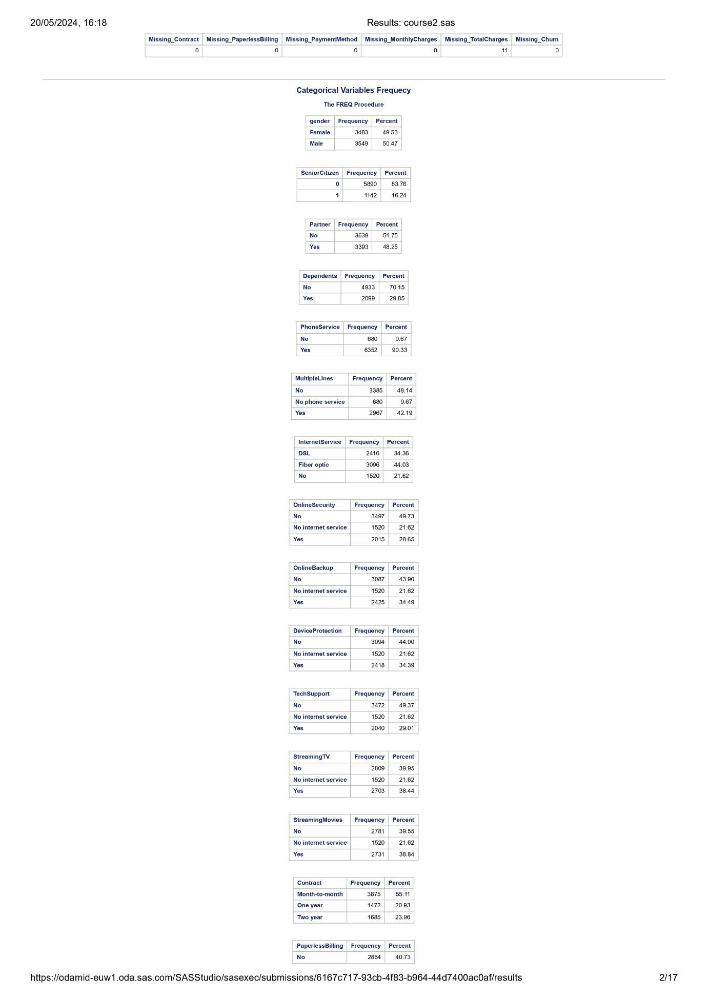 20/05/2024, 16:18 Results: course2.sas
Missing_Contract Missing_PaperlessBilling Missing_PaymentMethod Missing_MonthlyCharges Missing_TotalCharges Missing_Churn
0 0 0 0 11 0
Categorical Variables Frequecy
The FREQ Procedure
gender Frequency Percent
Female 3483 49.53
Male 3549 50.47
SeniorCitizen Frequency Percent
0 5890 83.76
1 1142 16.24
Partner Frequency Percent
No 3639 51.75
Yes 3393 48.25
Dependents Frequency Percent
No 4933 70.15
Yes 2099 29.85
PhoneService Frequency Percent
No 680 9.67
Yes 6352 90.33
MultipleLines Frequency Percent
No 3385 48.14
No phone service 680 9.67
Yes 2967 42.19
InternetService Frequency Percent
DSL 2416 34.36
Fiber optic 3096 44.03
No 1520 21.62
OnlineSecurity Frequency Percent
No 3497 49.73
No internet service 1520 21.62
Yes 2015 28.65
OnlineBackup Frequency Percent
No 3087 43.90
No internet service 1520 21.62
Yes 2425 34.49
DeviceProtection Frequency Percent
No 3094 44.00
No internet service 1520 21.62
Yes 2418 34.39
TechSupport Frequency Percent
No 3472 49.37
No internet service 1520 21.62
Yes 2040 29.01
StreamingTV Frequency Percent
No 2809 39.95
No internet service 1520 21.62
Yes 2703 38.44
StreamingMovies Frequency Percent
No 2781 39.55
No internet service 1520 21.62
Yes 2731 38.84
Contract Frequency Percent
Month-to-month 3875 55.11
One year 1472 20.93
Two year 1685 23.96
PaperlessBilling Frequency Percent
No 2864 40.73
https://odamid-euw1.oda.sas.com/SASStudio/sasexec/submissions/6167c717-93cb-4f83-b964-44d7400ac0af/results 2/17